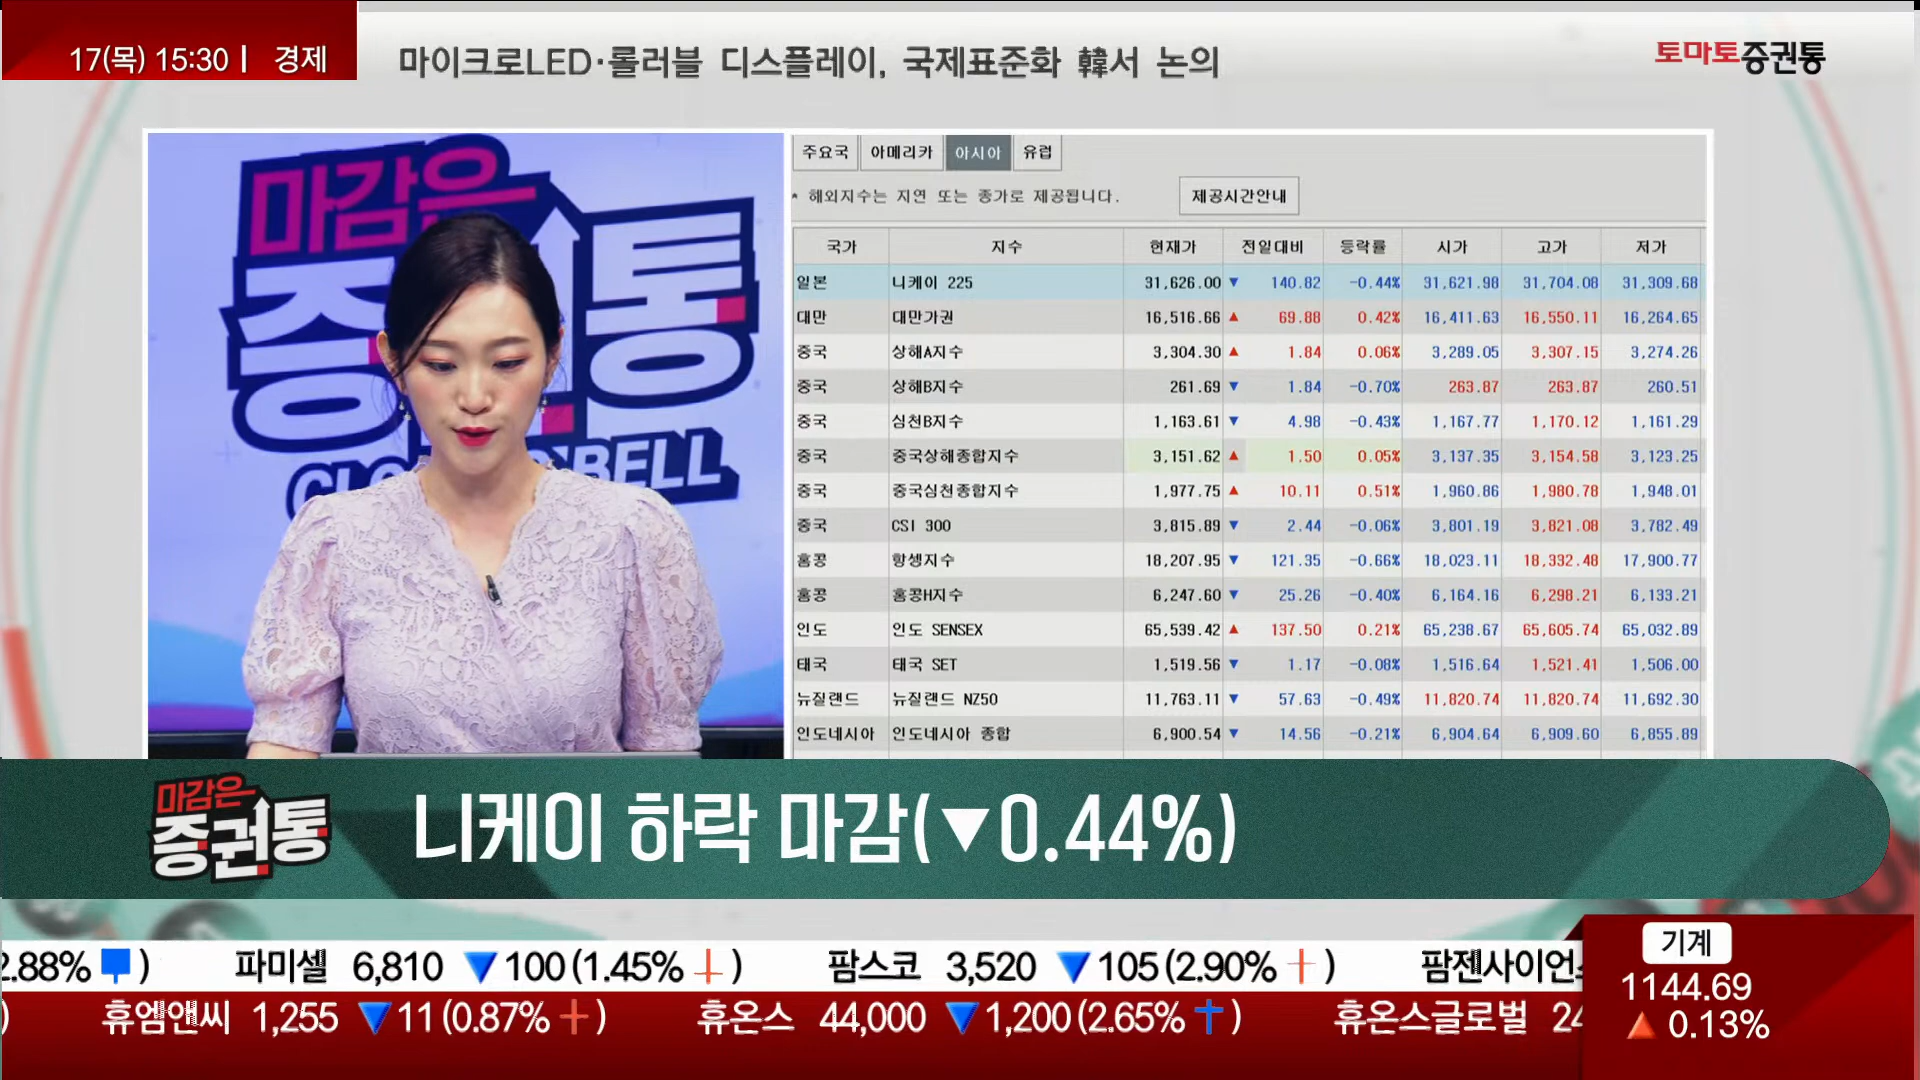 17(목) 15:30 | 경제
마이크로LED·롤러블 디스플레이, 국제표준화 韓서 논의
토마토증권통
마감은
증권통
CLO BELL
주요국 아메리카 아시아 유럽
* 해외지수는 지연 또는 종가로 제공됩니다. 제공시간안내
국가 지수 현재가 전일대비 등락률 시가 고가 저가
일본 니케이 225 31,626.00 ▼ 140.82 -0.44% 31,621.98 31,704.08 31,309.68
대만 대만가권 16,516.66 ▲ 69.88 0.42% 16,411.63 16,550.11 16,264.65
중국 상해A지수 3,304.30 ▲ 1.84 0.06% 3,289.05 3,307.15 3,274.26
중국 상해B지수 261.69 ▼ 1.84 -0.70% 263.87 263.87 260.51
중국 심천B지수 1,163.61 ▼ 4.98 -0.43% 1,167.77 1,170.12 1,161.29
중국 중국상해종합지수 3,151.62 ▲ 1.50 0.05% 3,137.35 3,154.58 3,123.25
중국 중국심천종합지수 1,977.75 ▲ 10.11 0.51% 1,960.86 1,980.78 1,948.01
중국 CSI 300 3,815.89 ▼ 2.44 -0.06% 3,801.19 3,821.08 3,782.49
홍콩 항셍지수 18,207.95 ▼ 121.35 -0.66% 18,023.11 18,332.48 17,900.77
홍콩 홍콩H지수 6,247.60 ▼ 25.26 -0.40% 6,164.16 6,298.21 6,133.21
인도 인도 SENSEX 65,539.42 ▲ 137.50 0.21% 65,238.67 65,605.74 65,032.89
태국 태국 SET 1,519.56 ▼ 1.17 -0.08% 1,516.64 1,521.41 1,506.00
뉴질랜드 뉴질랜드 NZ50 11,763.11 ▼ 57.63 -0.49% 11,820.74 11,820.74 11,692.30
인도네시아 인도네시아 종합 6,900.54 ▼ 14.56 -0.21% 6,904.64 6,909.60 6,855.89
마감은
증권통
니케이 하락 마감(▼0.44%)
2.88% ) 파미셀 6,810 ▼100(1.45% ) 팜스코 3,520 ▼105(2.90% ) 팜젠사이언
) 휴엠앤씨 1,255 ▼11(0.87% ) 휴온스 44,000 ▼1,200(2.65% ) 휴온스글로벌 24
기계
1144.69
▲ 0.13%